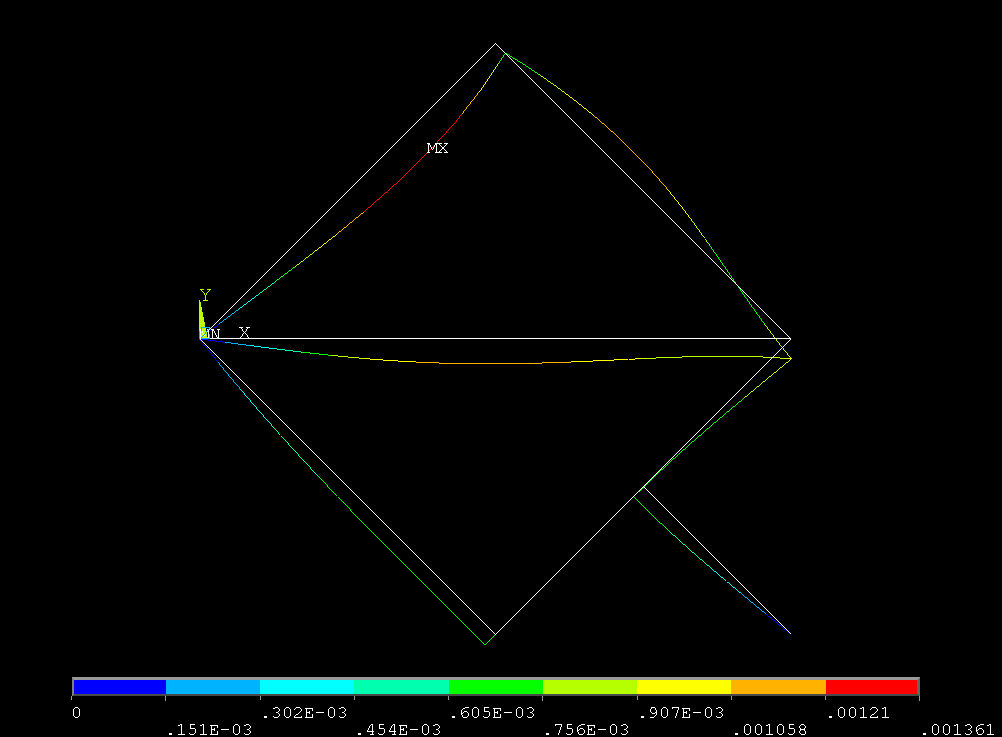 MX
Y
MN X
0 .302E-03 .605E-03 .907E-03 .00121
.151E-03 .454E-03 .756E-03 .001058 .001361